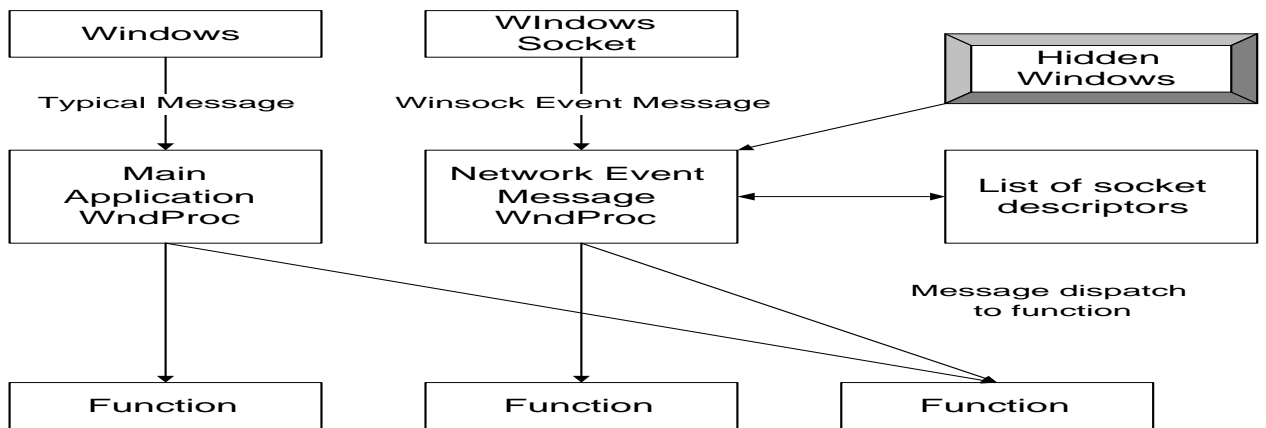 Windows
WIndows
Socket
Hidden
Windows
Typical Message
Winsock Event Message
Main
Application
WndProc
Network Event
Message
WndProc
List of socket
descriptors
Message dispatch
to function
Function
Function
Function